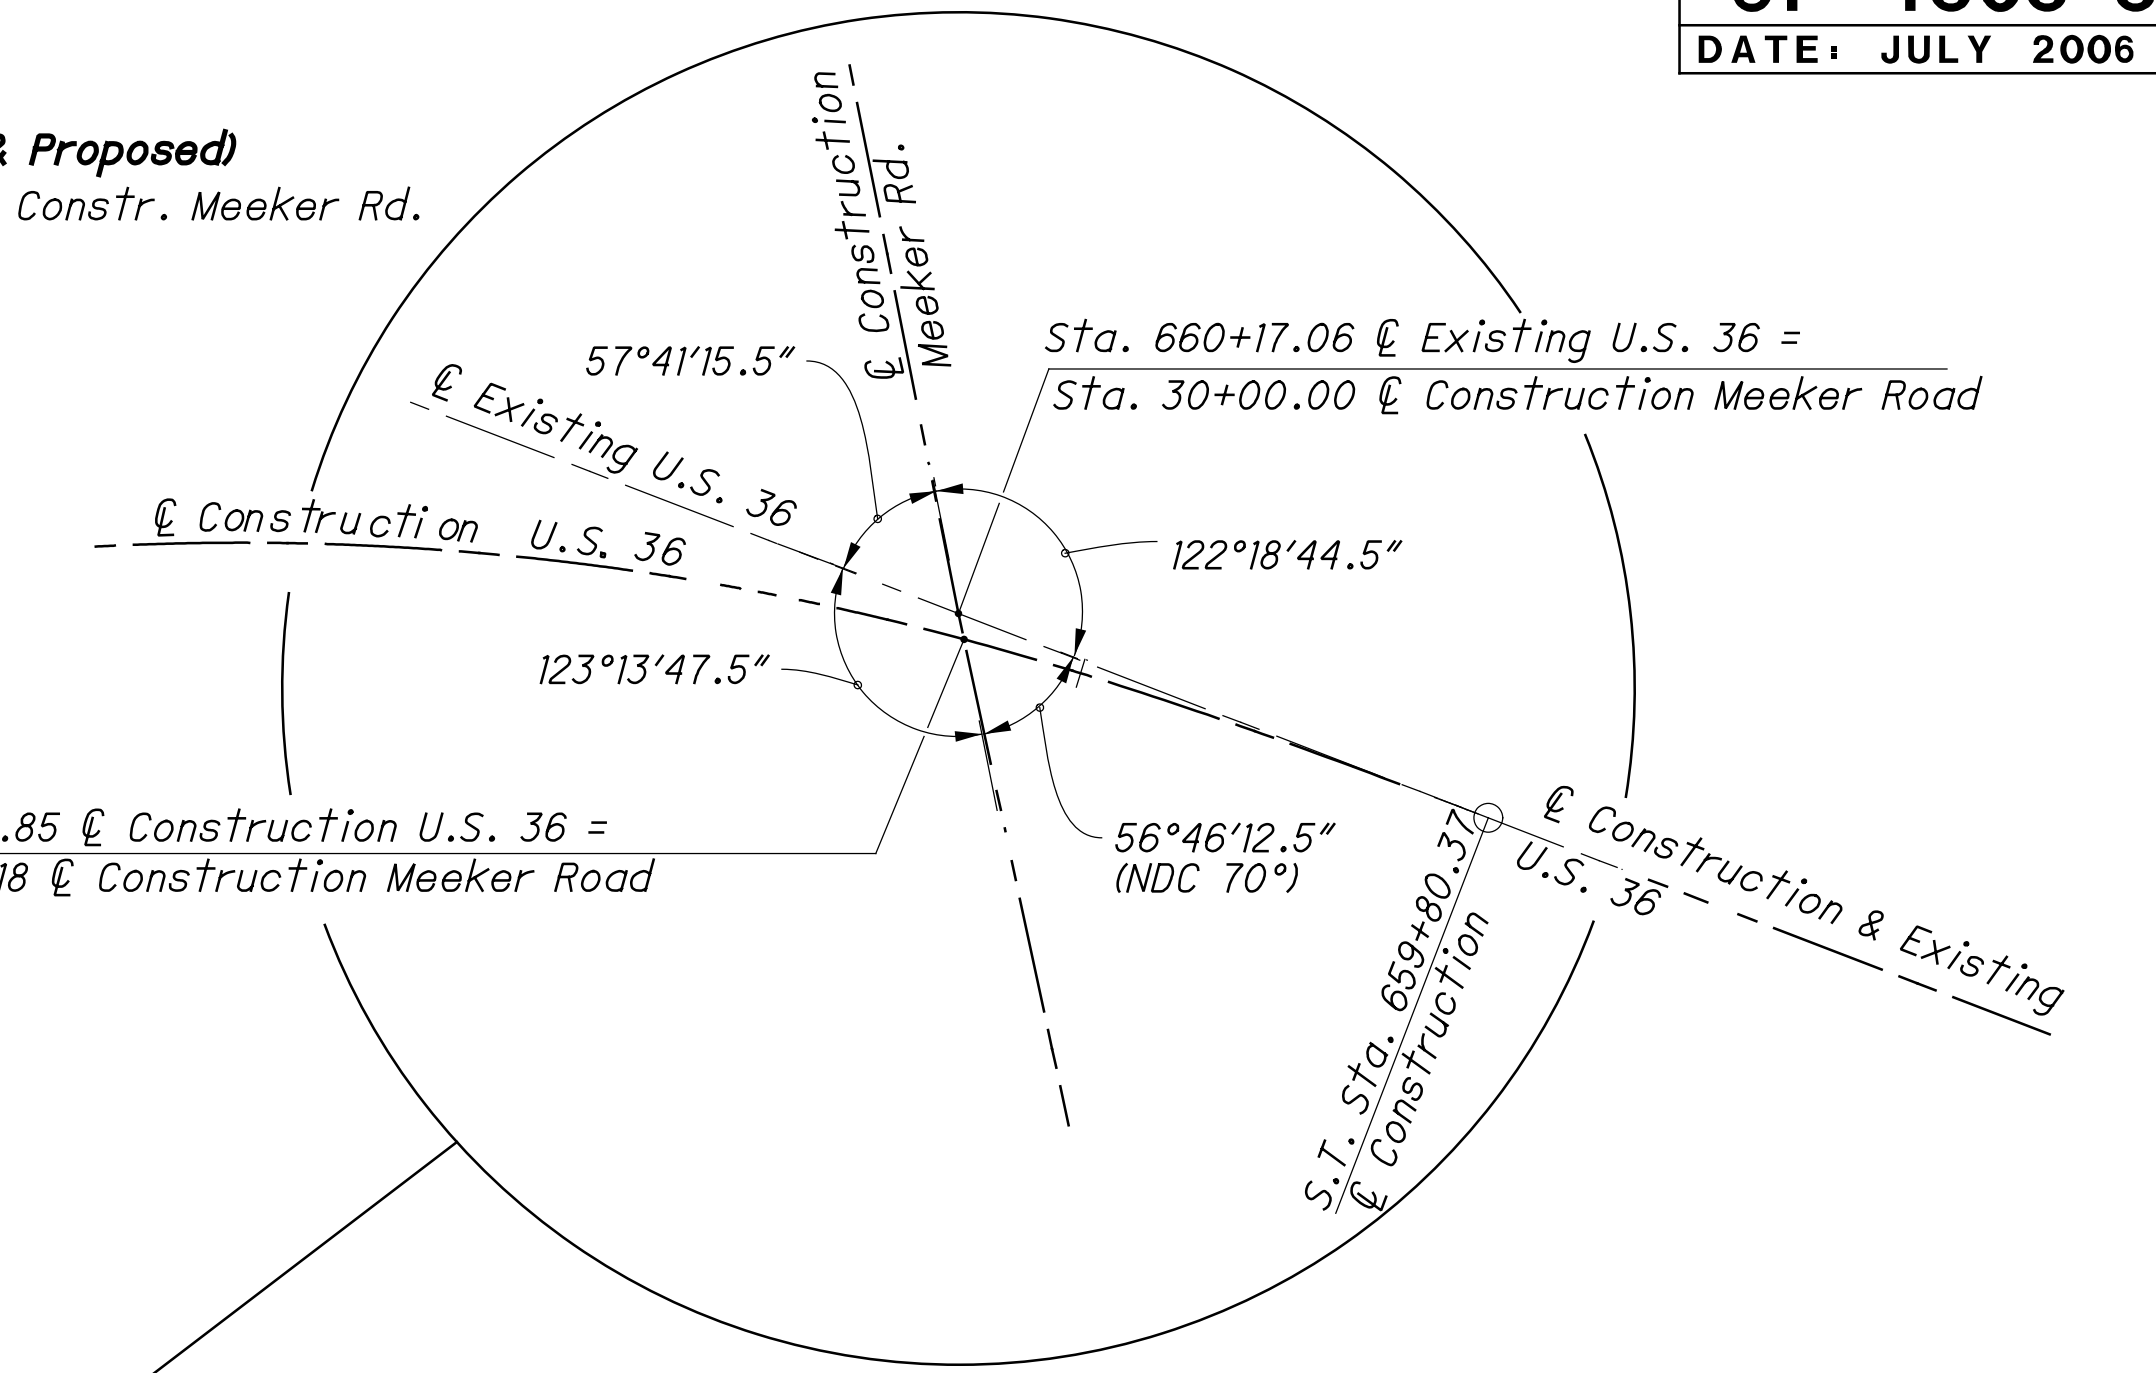 DATE: JULY 2006
& Proposed)
Constr. Meeker Rd.
℄ Construction
Meeker Rd.
Sta. 660+17.06 ℄ Existing U.S. 36 =
Sta. 30+00.00 ℄ Construction Meeker Road
57°41'15.5"
℄ Existing U.S. 36
℄ Construction U.S. 36
122°18'44.5"
123°13'47.5"
.85 ℄ Construction U.S. 36 =
18 ℄ Construction Meeker Road
56°46'12.5"
(NDC 70°)
℄ Construction & Existing
U.S. 36
S.T. Sta. 659+80.37
℄ Construction